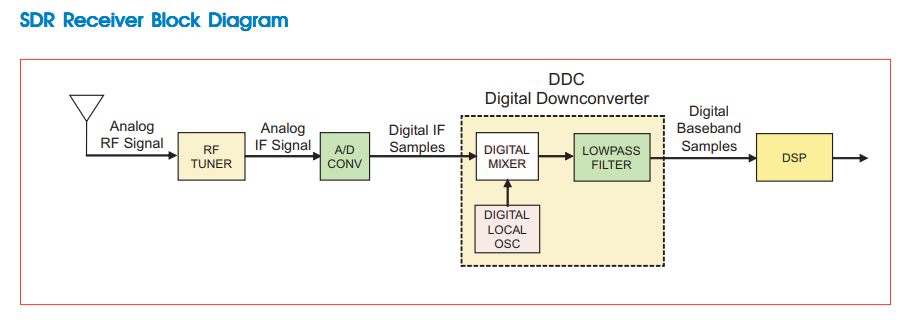 SDR Receiver Block Diagram
DDC
Digital Downconverter
Analog
RF Signal
RF
TUNER
Analog
IF Signal
A/D
CONV
Digital IF
Samples
DIGITAL
MIXER
LOWPASS
FILTER
DIGITAL
LOCAL
OSC
Digital
Baseband
Samples
DSP